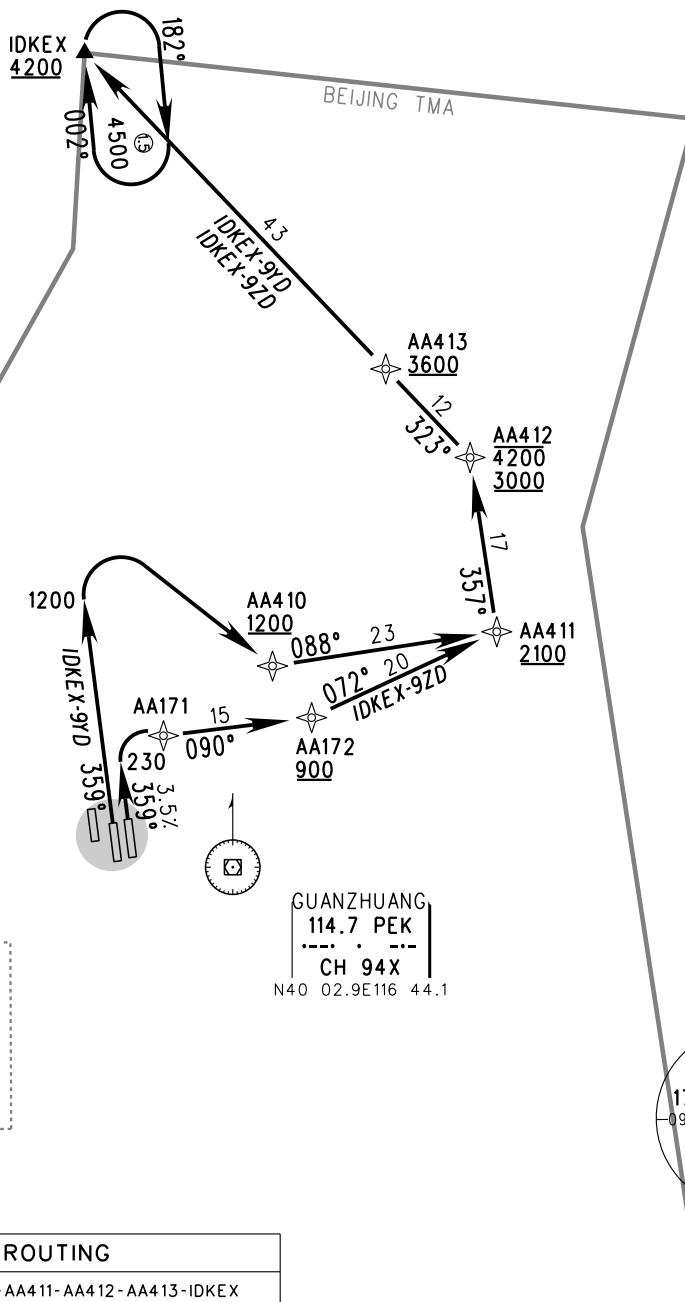 IDKEX
4200
182°
BEIJING TMA
002°
4500
1.5
43
IDKEX-9YD
IDKEX-9ZD
AA413
3600
12
323°
AA412
4200
3000
17
357°
1200
AA410
1200
088°
23
AA411
2100
072°
20
IDKEX-9ZD
IDKEX-9YD
359°
AA171
15
090°
230
3.5%
359°
AA172
900
GUANZHUANG
114.7 PEK
·--· · -·-
CH 94X
N40 02.9E116 44.1
ROUTING
-AA411-AA412-AA413-IDKEX